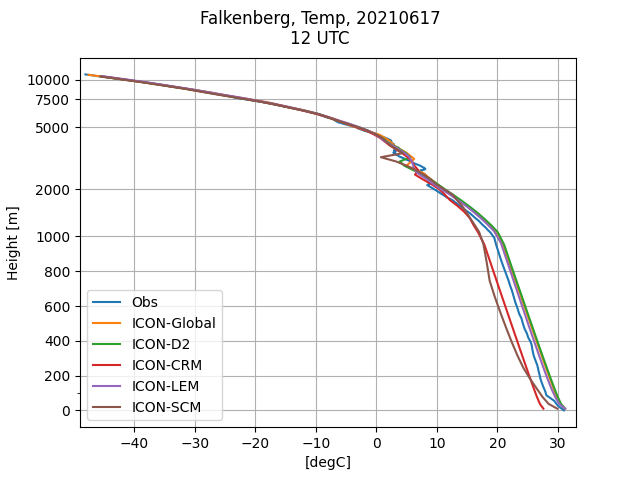 Falkenberg, Temp, 20210617
12 UTC
Height [m]
10000
7500
5000
2000
1000
800
600
400
200
0
Obs
ICON-Global
ICON-D2
ICON-CRM
ICON-LEM
ICON-SCM
−40 −30 −20 −10 0 10 20 30
[degC]